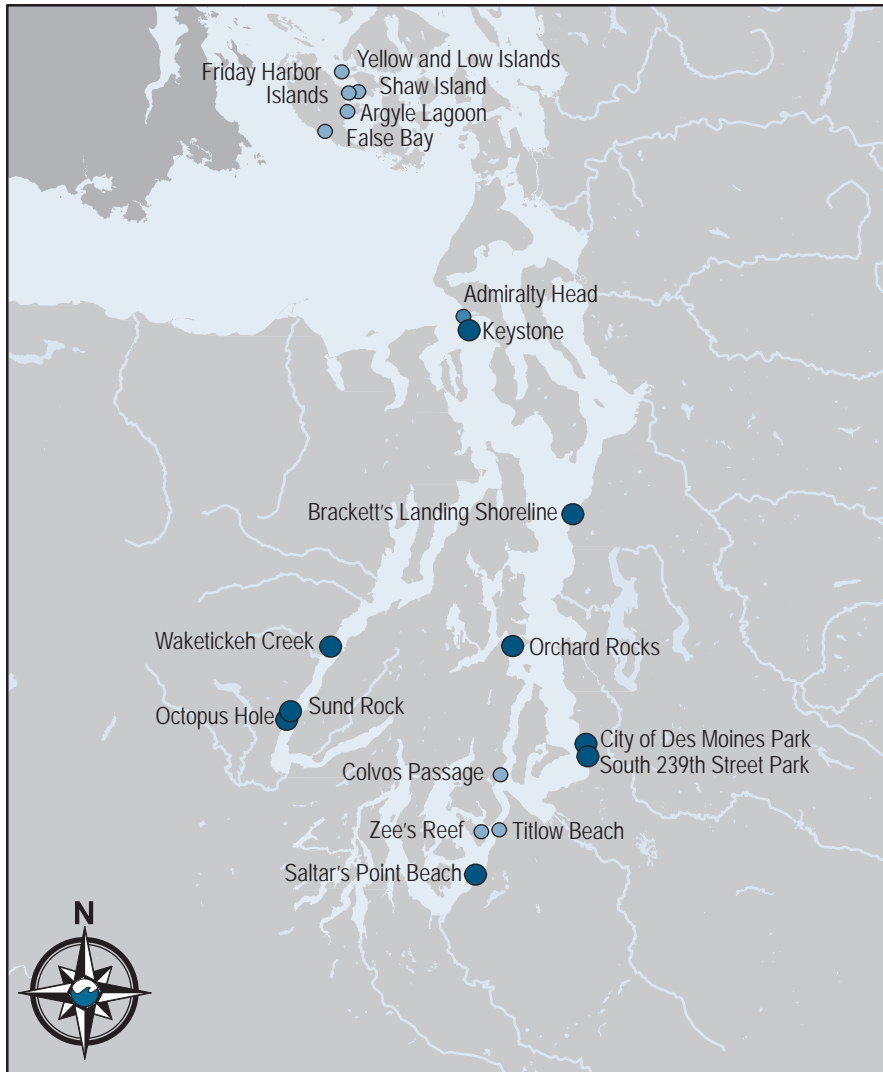 Yellow and Low Islands
Friday Harbor
Islands
Shaw Island
Argyle Lagoon
False Bay
Admiralty Head
Keystone
Brackett's Landing Shoreline
Waketickeh Creek
Orchard Rocks
Sund Rock
Octopus Hole
City of Des Moines Park
South 239th Street Park
Colvos Passage
Zee's Reef
Titlow Beach
Saltar's Point Beach
N